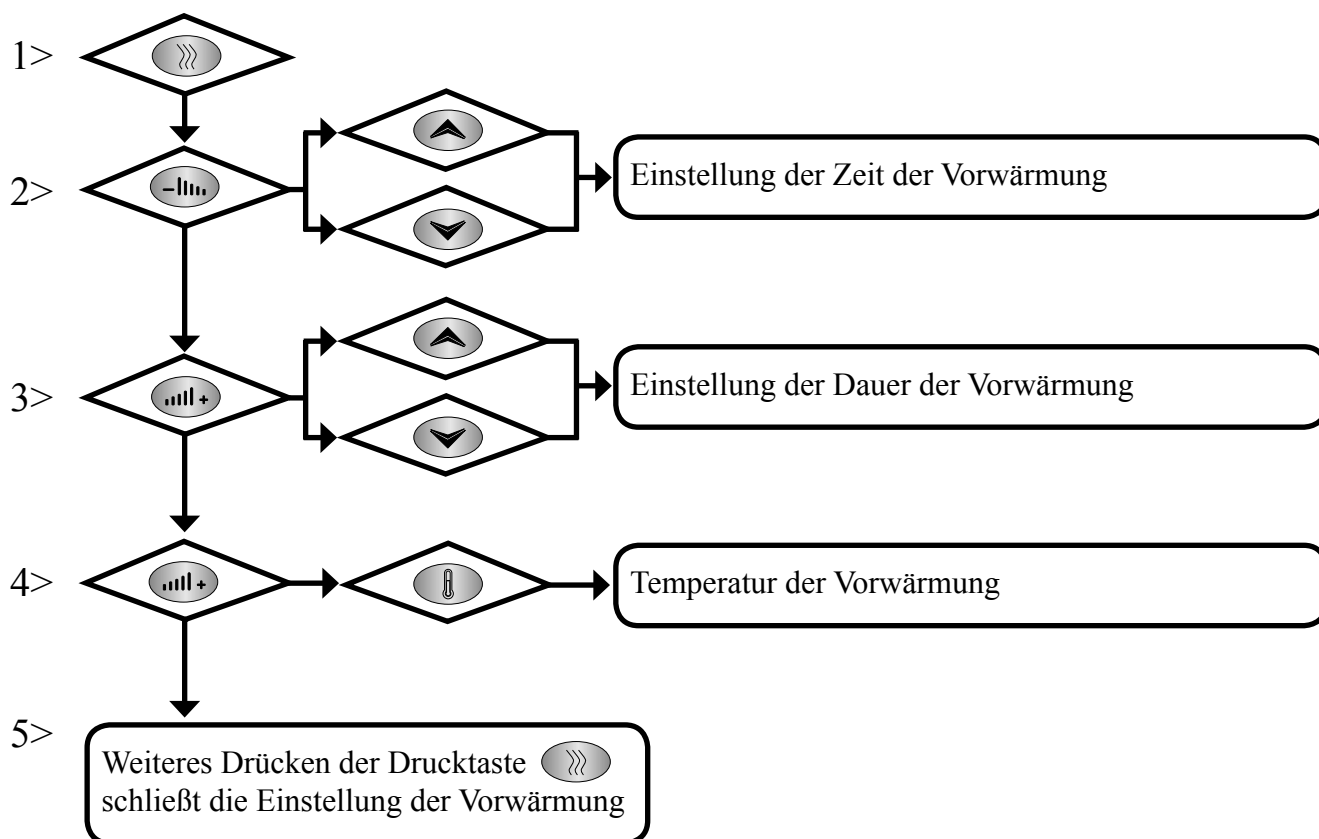 1>
2>
Einstellung der Zeit der Vorwärmung
3>
Einstellung der Dauer der Vorwärmung
4>
Temperatur der Vorwärmung
5>
Weiteres Drücken der Drucktaste
schließt die Einstellung der Vorwärmung